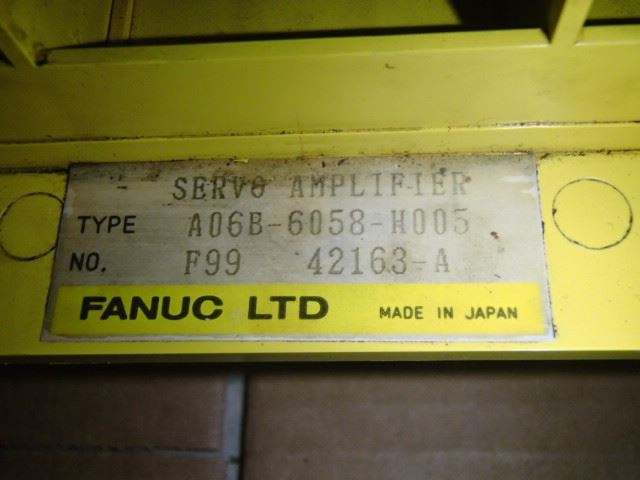 SERVO AMPLIFIER
TYPE A06B-6058-H005
NO. F99 42163-A
FANUC LTD MADE IN JAPAN